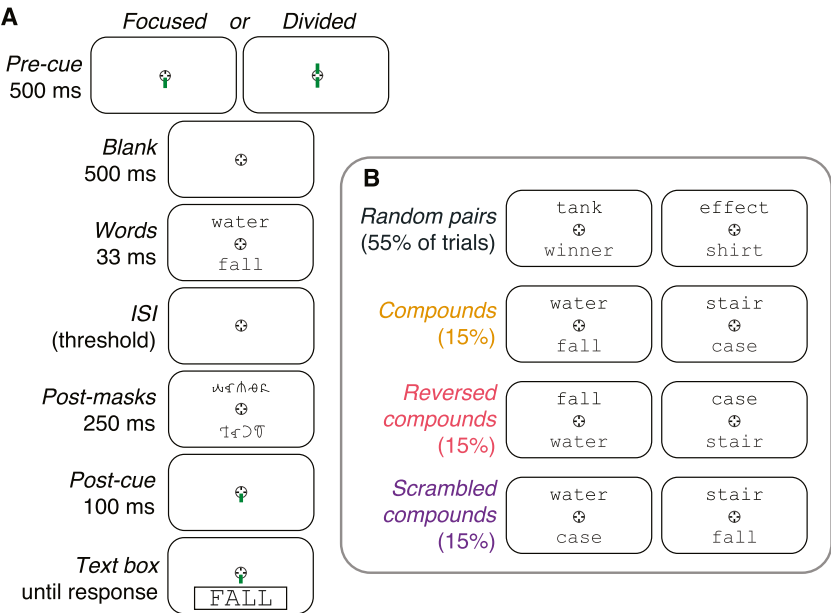 A
Focused or Divided
Pre-cue
500 ms
Blank
500 ms
Words
33 ms
water
fall
ISI
(threshold)
Post-masks
250 ms
Post-cue
100 ms
Text box
until response
FALL
B
Random pairs
(55% of trials)
tank
winner
effect
shirt
Compounds
(15%)
water
fall
stair
case
Reversed
compounds
(15%)
fall
water
case
stair
Scrambled
compounds
(15%)
water
case
stair
fall